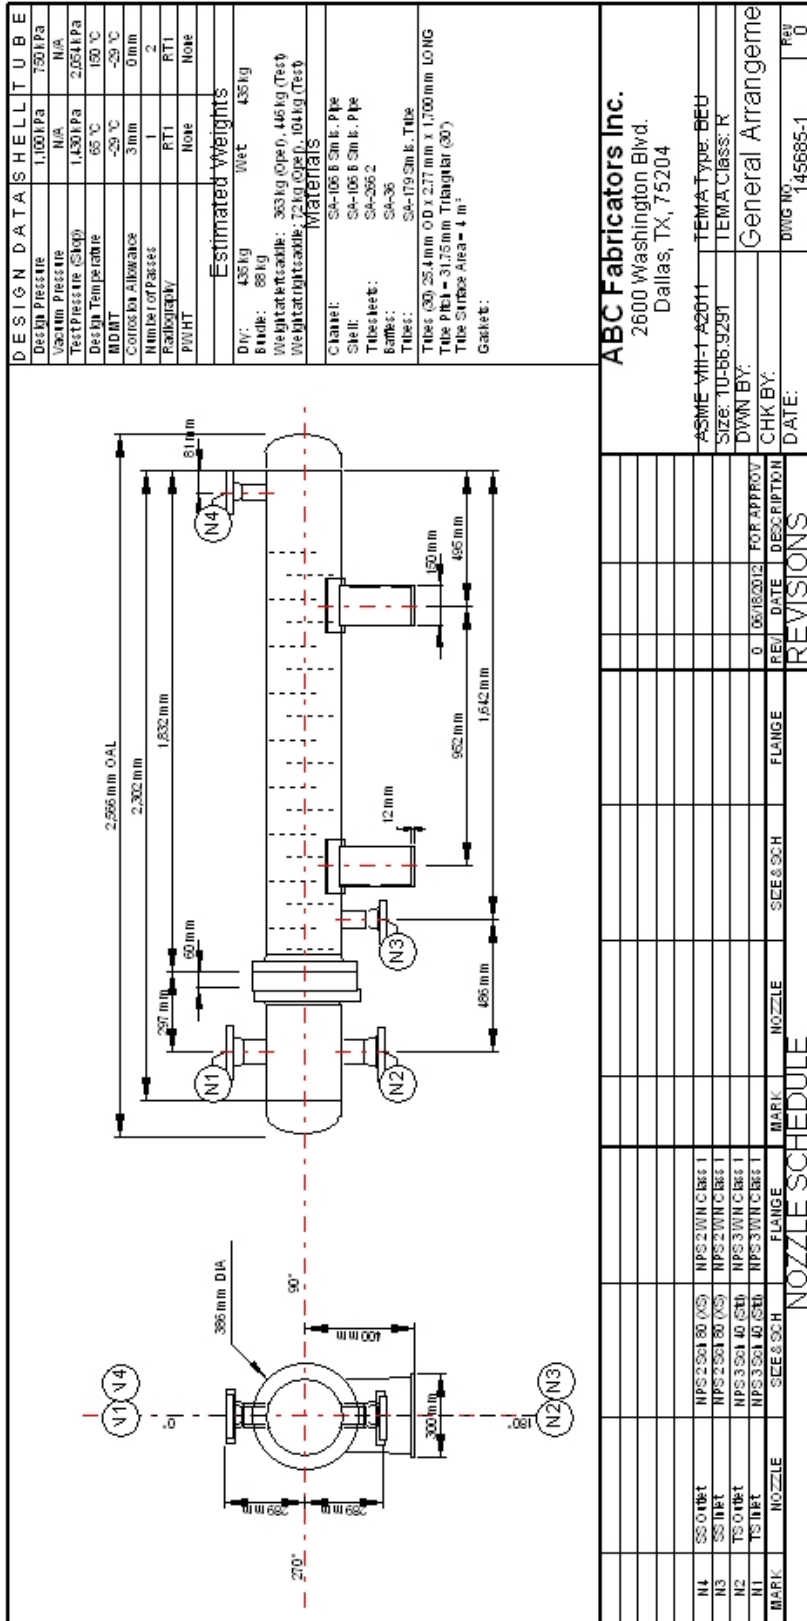 DESIGN DATA SHELL TUBE
Design Pressure 1,100 kPa 750 kPa
Vacuum Pressure N/A N/A
Test Pressure (Shop) 1,430 kPa 2,054 kPa
Design Temperature 65 °C 150 °C
MDMT -29 °C -29 °C
Corrosion Allowance 3 mm 0 mm
Number of Passes 1 2
Radiography RT1 RT1
PWHT None None
Estimated Weights
Dry: 435 kg Wet 435 kg
Bundle: 88 kg
Weight at left saddle: 363 kg (Oper), 446 kg (Test)
Weight at right saddle: 72 kg (Oper), 104 kg (Test)
Materials
Channel: SA-106 B Smls. Pipe
Shell: SA-106 B Smls. Pipe
Tubesheets: SA-266 2
Baffles: SA-36
Tubes: SA-179 Smls. Tube
Tubes (30) 25.4 mm OD x 2.77 mm x 1,700 mm LONG
Tube Pitch = 31.75 mm Triangular (30°)
Tube Surface Area = 4 m²
Gaskets:
2,566 mm OAL
2,302 mm
297 mm
1,832 mm
60 mm
81 mm
N1
N4
N2
N3
12 mm
150 mm
952 mm
495 mm
486 mm
1,642 mm
N1 N4
0°
386 mm DIA
270°
90°
289 mm
289 mm
400 mm
300 mm
180°
N2 N3
ABC Fabricators Inc.
2600 Washington Blvd.
Dallas, TX, 75204
ASME VIII-1 A2011 TEMA Type: BEU
Size: 10-66.9291 TEMA Class: R
DWN BY:
CHK BY:
DATE:
General Arrangeme
DWG NO. 145685-1
Rev 0
N4 SS Outlet NPS 2 Sch 80 (XS) NPS 2 WN Class 1
N3 SS Inlet NPS 2 Sch 80 (XS) NPS 2 WN Class 1
N2 TS Outlet NPS 3 Sch 40 (Std) NPS 3 WN Class 1
N1 TS Inlet NPS 3 Sch 40 (Std) NPS 3 WN Class 1
MARK NOZZLE SIZE & SCH FLANGE MARK NOZZLE SIZE & SCH FLANGE
NOZZLE SCHEDULE
0 06/18/2012 FOR APPROV
REV DATE DESCRIPTION
REVISIONS